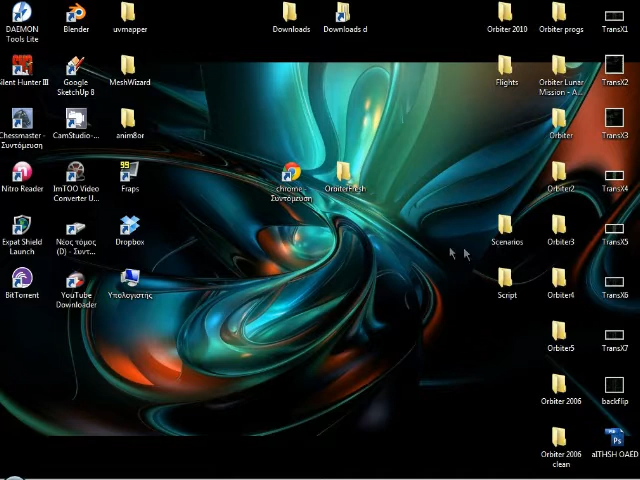 DAEMON
Tools Lite
Blender
uvmapper
Downloads
Downloads d
Orbiter 2010
Orbiter progs
TransX1
Silent Hunter III
Google
SketchUp 8
MeshWizard
Flights
Orbiter Lunar
Mission - A...
TransX2
Chessmaster -
Συντόμευση
CamStudio-...
anim8or
Orbiter
TransX3
Nitro Reader
ImTOO Video
Converter U...
99
Fraps
chrome -
Συντόμευση
OrbiterFresh
Orbiter2
TransX4
Expat Shield
Launch
Νέος τόμος
(D) - Συντ...
Dropbox
Scenarios
Orbiter3
TransX5
BitTorrent
YouTube
Downloader
Υπολογιστής
Script
Orbiter4
TransX6
Orbiter5
TransX7
Orbiter 2006
backflip
Orbiter 2006
clean
Ps
aITHSH OAED